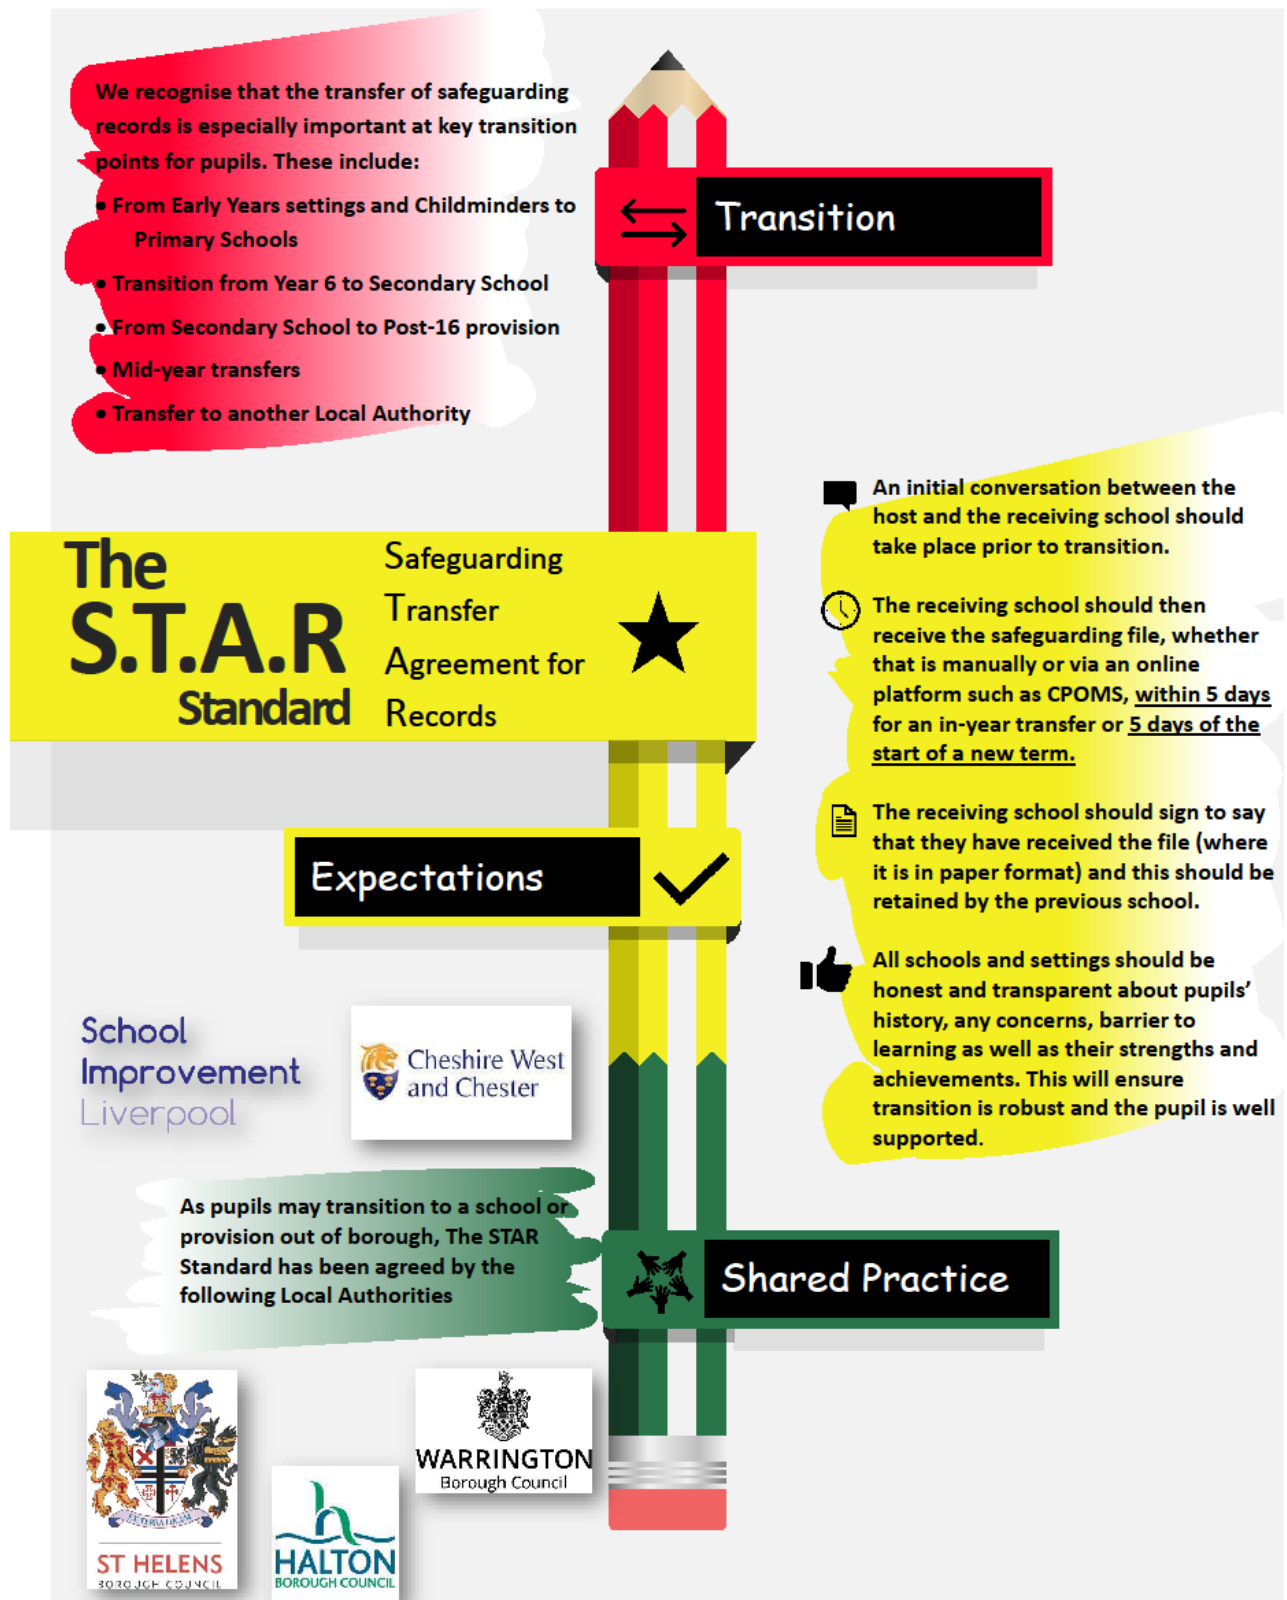 We recognise that the transfer of safeguarding
records is especially important at key transition
points for pupils. These include:
• From Early Years settings and Childminders to
Primary Schools
• Transition from Year 6 to Secondary School
• From Secondary School to Post-16 provision
• Mid-year transfers
• Transfer to another Local Authority
Transition
The
S.T.A.R
Standard
Safeguarding
Transfer
Agreement for
Records
An initial conversation between the
host and the receiving school should
take place prior to transition.
The receiving school should then
receive the safeguarding file, whether
that is manually or via an online
platform such as CPOMS, within 5 days
for an in-year transfer or 5 days of the
start of a new term.
The receiving school should sign to say
that they have received the file (where
it is in paper format) and this should be
retained by the previous school.
All schools and settings should be
honest and transparent about pupils’
history, any concerns, barrier to
learning as well as their strengths and
achievements. This will ensure
transition is robust and the pupil is well
supported.
Expectations
School
Improvement
Liverpool
Cheshire West
and Chester
As pupils may transition to a school or
provision out of borough, The STAR
Standard has been agreed by the
following Local Authorities
Shared Practice
ST HELENS
BOROUGH COUNCIL
HALTON
BOROUGH COUNCIL
WARRINGTON
Borough Council